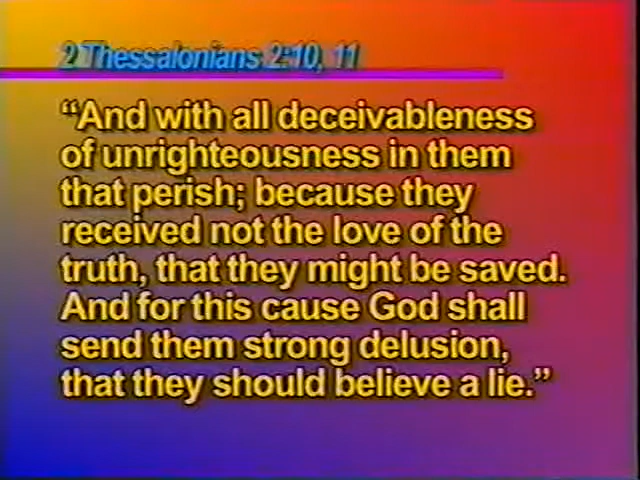 2 Thessalonians 2:10, 11
“And with all deceivableness
of unrighteousness in them
that perish; because they
received not the love of the
truth, that they might be saved.
And for this cause God shall
send them strong delusion,
that they should believe a lie.”